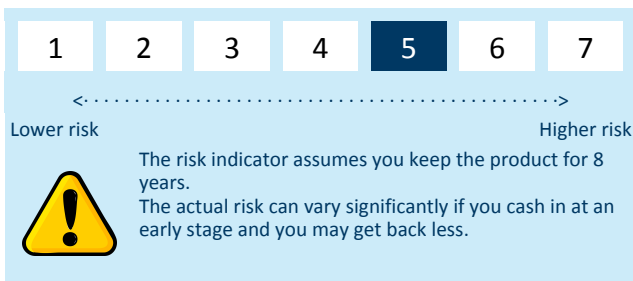 1 2 3 4 5 6 7
<· · · · · · · · · · · · · · · · · · · · · · · · · · · · · · · · · · · · · · · · · · · · · · ·>
Lower risk Higher risk
The risk indicator assumes you keep the product for 8
years.
The actual risk can vary significantly if you cash in at an
early stage and you may get back less.